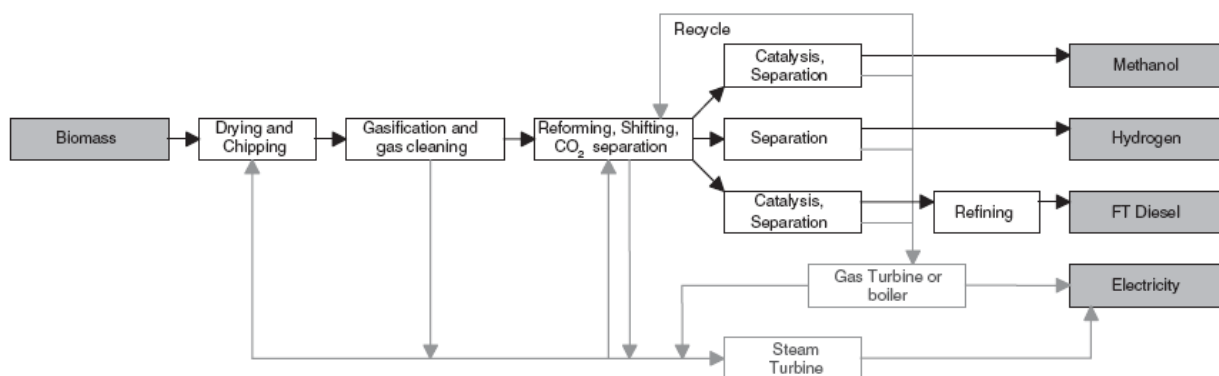 Recycle
Catalysis,
Separation
Methanol
Biomass
Drying and
Chipping
Gasification and
gas cleaning
Reforming, Shifting,
CO2 separation
Separation
Hydrogen
Catalysis,
Separation
Refining
FT Diesel
Gas Turbine or
boiler
Electricity
Steam
Turbine